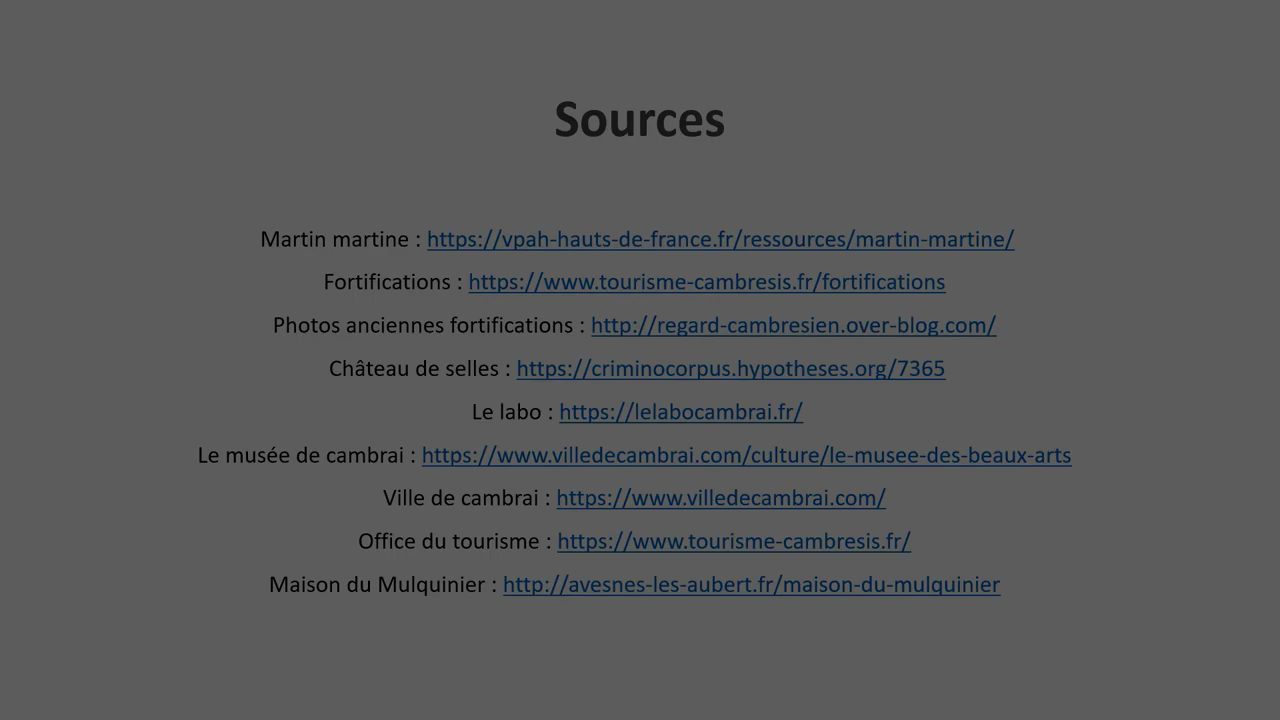 Sources
Martin martine : https://vpah-hauts-de-france.fr/ressources/martin-martine/
Fortifications : https://www.tourisme-cambresis.fr/fortifications
Photos anciennes fortifications : http://regard-cambresien.over-blog.com/
Château de selles : https://criminocorpus.hypotheses.org/7365
Le labo : https://lelabocambrai.fr/
Le musée de cambrai : https://www.villedecambrai.com/culture/le-musee-des-beaux-arts
Ville de cambrai : https://www.villedecambrai.com/
Office du tourisme : https://www.tourisme-cambresis.fr/
Maison du Mulquinier : http://avesnes-les-aubert.fr/maison-du-mulquinier